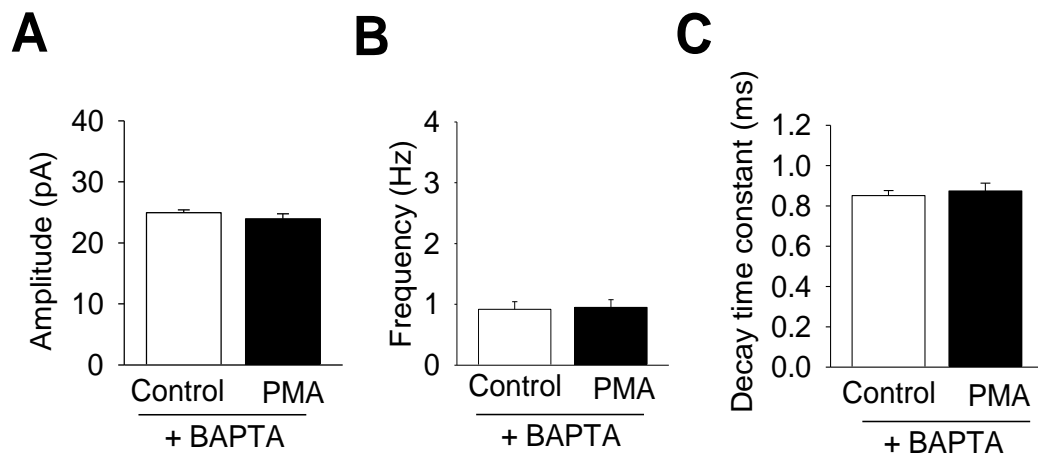 A
Amplitude (pA)
40
30
20
10
0
Control PMA
+ BAPTA
B
Frequency (Hz)
4
3
2
1
0
Control PMA
+ BAPTA
C
Decay time constant (ms)
1.2
1.0
0.8
0.6
0.4
0.2
0.0
Control PMA
+ BAPTA